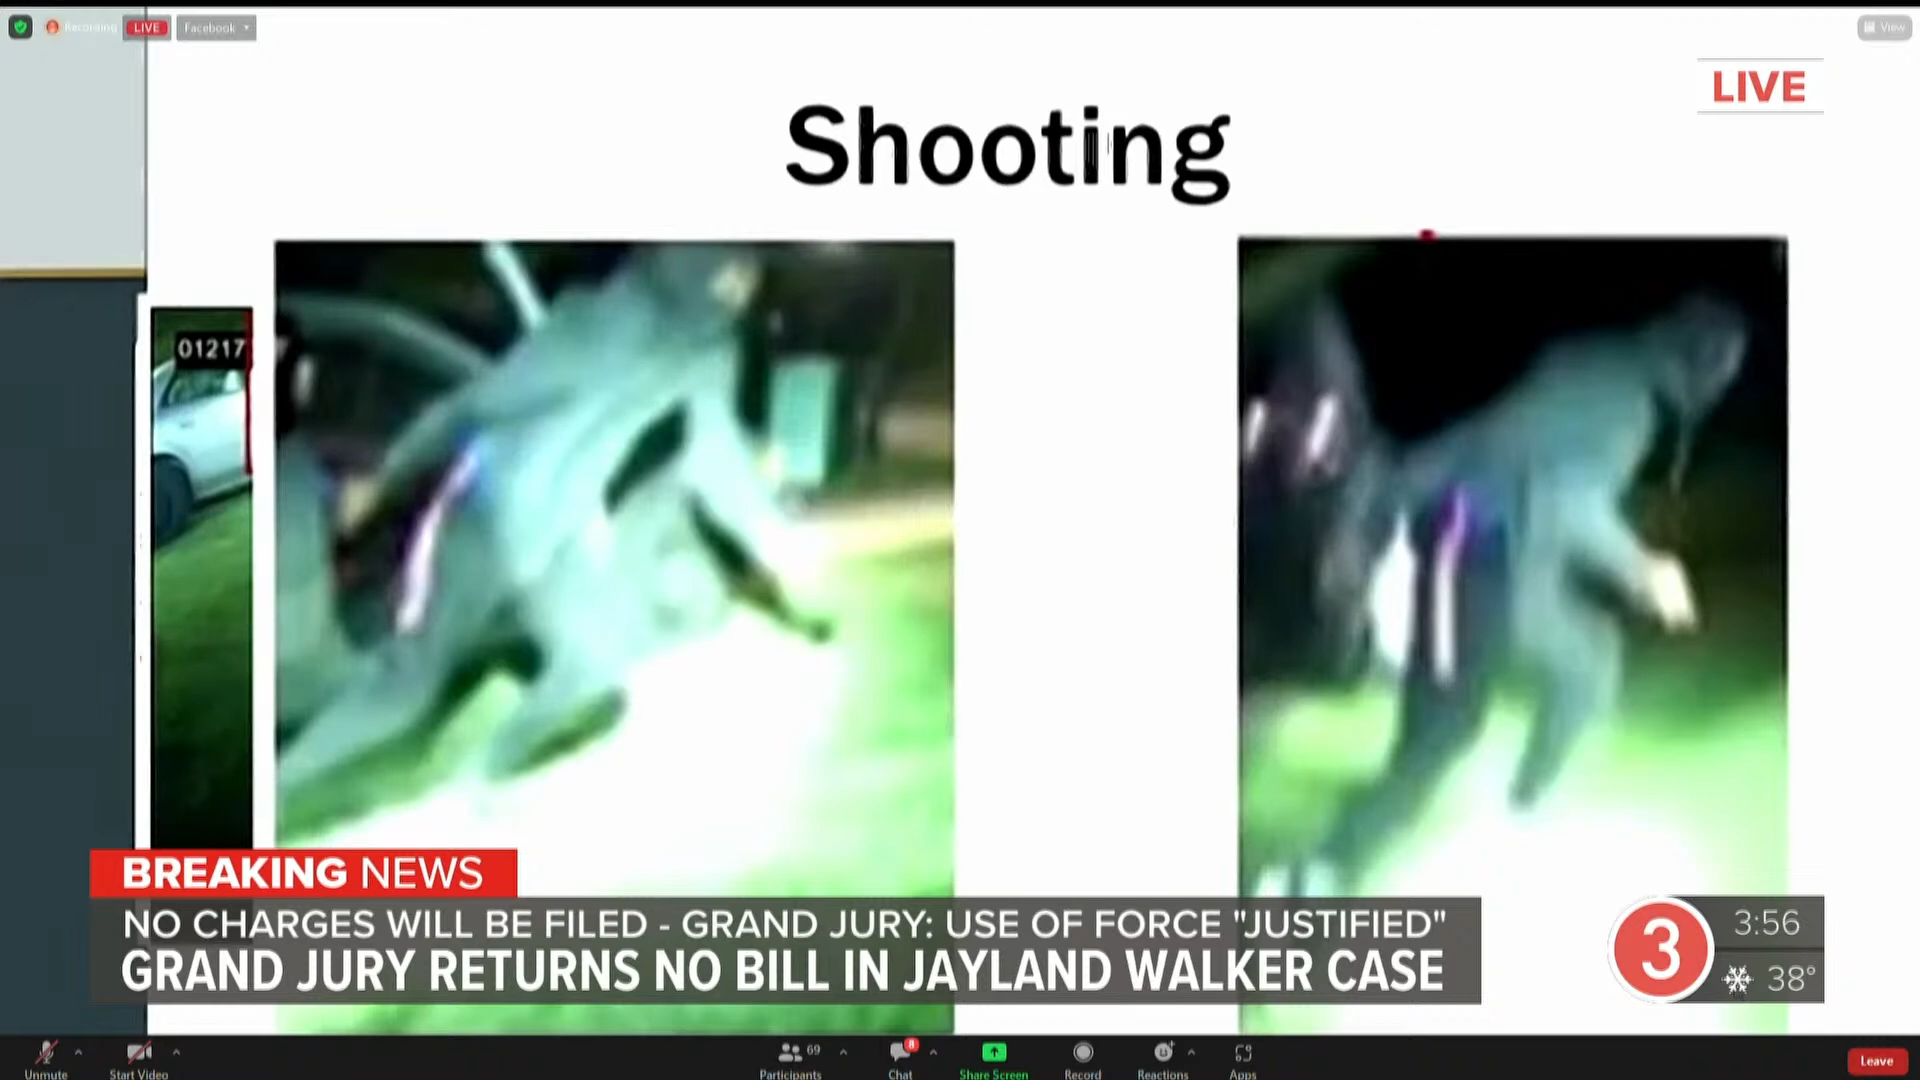 Recording
LIVE
Facebook
View
LIVE
Shooting
01217
BREAKING NEWS
NO CHARGES WILL BE FILED - GRAND JURY: USE OF FORCE "JUSTIFIED"
GRAND JURY RETURNS NO BILL IN JAYLAND WALKER CASE
3
3:56
38°
69
8
Unmute
Start Video
Participants
Chat
Share Screen
Record
Reactions
Apps
Leave